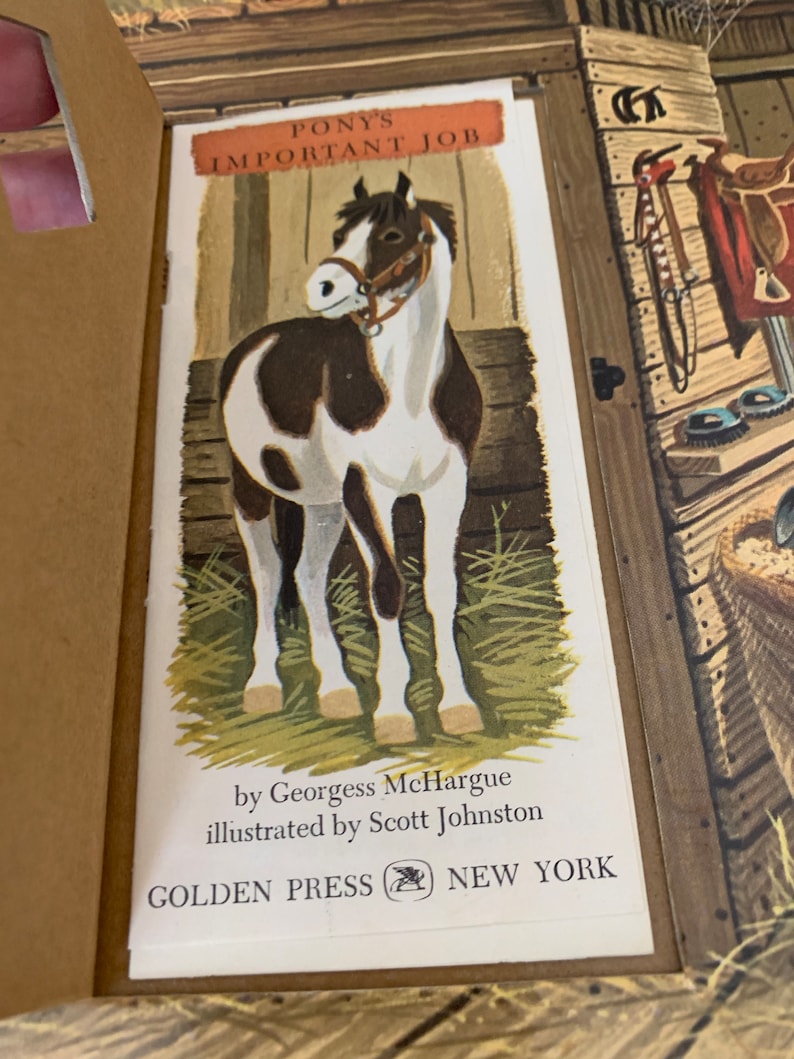 PONY'S
IMPORTANT JOB
by Georgess McHargue
illustrated by Scott Johnston
GOLDEN PRESS NEW YORK